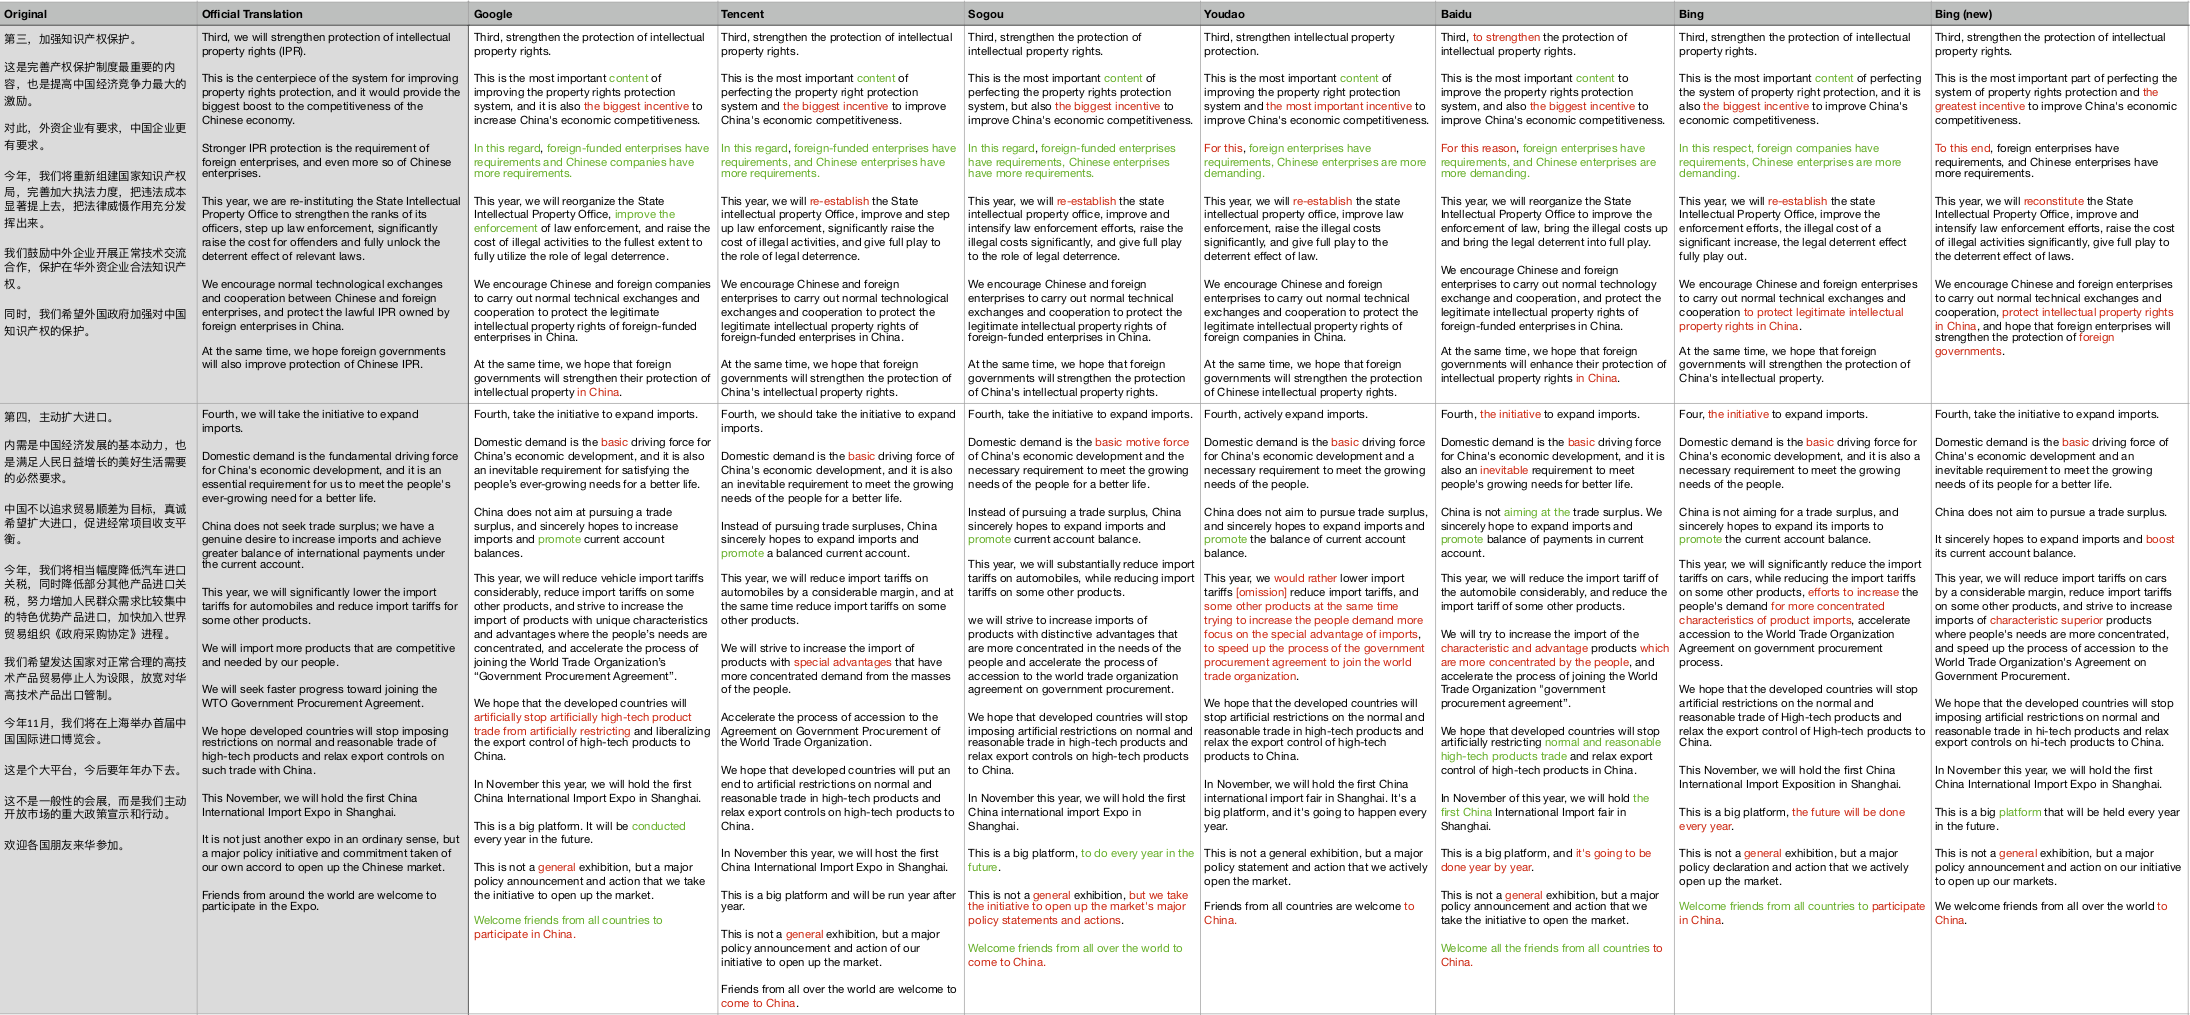 Original
Official Translation
Google
Tencent
Sogou
Youdao
Baidu
Bing
Bing (new)
第三，加强知识产权保护。
这是完善产权保护制度最重要的内
容，也是提高中国经济竞争力最大的
激励。
对此，外资企业有要求，中国企业更
有要求。
今年，我们将重新组建国家知识产权
局，完善加大执法力度，把违法成本
显著提上去，把法律威慑作用充分发
挥出来。
我们鼓励中外企业开展正常技术交流
合作，保护在华外资企业合法知识产
权。
同时，我们希望外国政府加强对中国
知识产权的保护。
Third, we will strengthen protection of intellectual
property rights (IPR).
This is the centerpiece of the system for improving
property rights protection, and it would provide the
biggest boost to the competitiveness of the
Chinese economy.
Stronger IPR protection is the requirement of
foreign enterprises, and even more so of Chinese
enterprises.
This year, we are re-instituting the State Intellectual
Property Office to strengthen the ranks of its
officers, step up law enforcement, significantly
raise the cost for offenders and fully unlock the
deterrent effect of relevant laws.
We encourage normal technological exchanges
and cooperation between Chinese and foreign
enterprises, and protect the lawful IPR owned by
foreign enterprises in China.
At the same time, we hope foreign governments
will also improve protection of Chinese IPR.
Third, strengthen the protection of intellectual
property rights.
This is the most important content of
improving the property rights protection
system, and it is also the biggest incentive to
increase China's economic competitiveness.
In this regard, foreign-funded enterprises have
requirements and Chinese companies have
more requirements.
This year, we will reorganize the State
Intellectual Property Office, improve the
enforcement of law enforcement, and raise the
cost of illegal activities to the fullest extent to
fully utilize the role of legal deterrence.
We encourage Chinese and foreign companies
to carry out normal technical exchanges and
cooperation to protect the legitimate
intellectual property rights of foreign-funded
enterprises in China.
At the same time, we hope that foreign
governments will strengthen their protection of
intellectual property in China.
Third, strengthen the protection of intellectual
property rights.
This is the most important content of
perfecting the property right protection
system and the biggest incentive to improve
China's economic competitiveness.
In this regard, foreign-funded enterprises have
requirements, and Chinese enterprises have
more requirements.
This year, we will re-establish the State
intellectual Property Office, improve and step
up law enforcement, significantly raise the
cost of illegal activities, and give full play to
the role of legal deterrence.
We encourage Chinese and foreign
enterprises to carry out normal technological
exchanges and cooperation to protect the
legitimate intellectual property rights of
foreign-funded enterprises in China.
At the same time, we hope that foreign
governments will strengthen the protection of
China's intellectual property rights.
Third, strengthen the protection of
intellectual property rights.
This is the most important content of
perfecting the property rights protection
system, but also the biggest incentive to
improve China's economic competitiveness.
In this regard, foreign-funded enterprises
have requirements, Chinese enterprises
have more requirements.
This year, we will re-establish the state
intellectual property office, improve and
intensify law enforcement efforts, raise the
illegal costs significantly, and give full play
to the role of legal deterrence.
We encourage Chinese and foreign
enterprises to carry out normal technical
exchanges and cooperation to protect the
legitimate intellectual property rights of
foreign-funded enterprises in China.
At the same time, we hope that foreign
governments will strengthen the protection
of China's intellectual property rights.
Third, strengthen intellectual property
protection.
This is the most important content of
improving the property right protection
system and the most important incentive to
improve China's economic competitiveness.
For this, foreign enterprises have
requirements, Chinese enterprises are more
demanding.
This year, we will re-establish the state
intellectual property office, improve law
enforcement, raise the illegal costs
significantly, and give full play to the
deterrent effect of law.
We encourage Chinese and foreign
enterprises to carry out normal technical
exchanges and cooperation to protect the
legitimate intellectual property rights of
foreign companies in China.
At the same time, we hope that foreign
governments will strengthen the protection
of Chinese intellectual property rights.
Third, to strengthen the protection of
intellectual property rights.
This is the most important content to
improve the property rights protection
system, and also the biggest incentive to
improve China's economic competitiveness.
For this reason, foreign enterprises have
requirements, and Chinese enterprises are
more demanding.
This year, we will reorganize the State
Intellectual Property Office to improve the
enforcement of law, bring the illegal costs up
and bring the legal deterrent into full play.
We encourage Chinese and foreign
enterprises to carry out normal technology
exchange and cooperation, and protect the
legitimate intellectual property rights of
foreign-funded enterprises in China.
At the same time, we hope that foreign
governments will enhance their protection of
intellectual property rights in China.
Third, strengthen the protection of intellectual
property rights.
This is the most important content of perfecting
the system of property right protection, and it is
also the biggest incentive to improve China's
economic competitiveness.
In this respect, foreign companies have
requirements, Chinese enterprises are more
demanding.
This year, we will re-establish the state
Intellectual Property Office, improve the
enforcement efforts, the illegal cost of a
significant increase, the legal deterrent effect
fully play out.
We encourage Chinese and foreign enterprises
to carry out normal technical exchanges and
cooperation to protect legitimate intellectual
property rights in China.
At the same time, we hope that foreign
governments will strengthen the protection of
China's intellectual property.
Third, strengthen the protection of intellectual
property rights.
This is the most important part of perfecting the
system of property rights protection and the
greatest incentive to improve China's economic
competitiveness.
To this end, foreign enterprises have
requirements, and Chinese enterprises have
more requirements.
This year, we will reconstitute the State
Intellectual Property Office, improve and
intensify law enforcement efforts, raise the cost
of illegal activities significantly, give full play to
the deterrent effect of laws.
We encourage Chinese and foreign enterprises
to carry out normal technical exchanges and
cooperation, protect intellectual property rights
in China, and hope that foreign enterprises will
strengthen the protection of foreign
governments.
第四，主动扩大进口。
内需是中国经济发展的基本动力，也
是满足人民日益增长的美好生活需要
的必然要求。
中国不以追求贸易顺差为目标，真诚
希望扩大进口，促进经常项目收支平
衡。
今年，我们将相当幅度降低汽车进口
关税，同时降低部分其他产品进口关
税，努力增加人民群众需求比较集中
的特色优势产品进口，加快加入世界
贸易组织《政府采购协定》进程。
我们希望发达国家对正常合理的高技
术产品贸易停止人为设限，放宽对华
高技术产品出口管制。
今年11月，我们将在上海举办首届中
国国际进口博览会。
这是个大平台，今后要年年办下去。
这不是一般性的会展，而是我们主动
开放市场的重大政策宣示和行动。
欢迎各国朋友来华参加。
Fourth, we will take the initiative to expand
imports.
Domestic demand is the fundamental driving force
for China's economic development, and it is an
essential requirement for us to meet the people's
ever-growing need for a better life.
China does not seek trade surplus; we have a
genuine desire to increase imports and achieve
greater balance of international payments under
the current account.
This year, we will significantly lower the import
tariffs for automobiles and reduce import tariffs for
some other products.
We will import more products that are competitive
and needed by our people.
We will seek faster progress toward joining the
WTO Government Procurement Agreement.
We hope developed countries will stop imposing
restrictions on normal and reasonable trade of
high-tech products and relax export controls on
such trade with China.
This November, we will hold the first China
International Import Expo in Shanghai.
It is not just another expo in an ordinary sense, but
a major policy initiative and commitment taken of
our own accord to open up the Chinese market.
Friends from around the world are welcome to
participate in the Expo.
Fourth, take the initiative to expand imports.
Domestic demand is the basic driving force for
China's economic development, and it is also
an inevitable requirement for satisfying the
people's ever-growing needs for a better life.
China does not aim at pursuing a trade
surplus, and sincerely hopes to increase
imports and promote current account
balances.
This year, we will reduce vehicle import tariffs
considerably, reduce import tariffs on some
other products, and strive to increase the
import of products with unique characteristics
and advantages where the people's needs are
concentrated, and accelerate the process of
joining the World Trade Organization's
“Government Procurement Agreement”.
We hope that the developed countries will
artificially stop artificially high-tech product
trade from artificially restricting and liberalizing
the export control of high-tech products to
China.
In November this year, we will hold the first
China International Import Expo in Shanghai.
This is a big platform. It will be conducted
every year in the future.
This is not a general exhibition, but a major
policy announcement and action that we take
the initiative to open up the market.
Welcome friends from all countries to
participate in China.
Fourth, we should take the initiative to expand
imports.
Domestic demand is the basic driving force of
China's economic development, and it is also
an inevitable requirement to meet the growing
needs of the people for a better life.
Instead of pursuing trade surpluses, China
sincerely hopes to expand imports and
promote a balanced current account.
This year, we will reduce import tariffs on
automobiles by a considerable margin, and at
the same time reduce import tariffs on some
other products.
We will strive to increase the import of
products with special advantages that have
more concentrated demand from the masses
of the people.
Accelerate the process of accession to the
Agreement on Government Procurement of
the World Trade Organization.
We hope that developed countries will put an
end to artificial restrictions on normal and
reasonable trade in high-tech products and
relax export controls on high-tech products to
China.
In November this year, we will host the first
China International Import Expo in Shanghai.
This is a big platform and will be run year after
year.
This is not a general exhibition, but a major
policy announcement and action of our
initiative to open up the market.
Friends from all over the world are welcome to
come to China.
Fourth, take the initiative to expand imports.
Domestic demand is the basic motive force
of China's economic development and the
necessary requirement to meet the growing
needs of the people for a better life.
Instead of pursuing a trade surplus, China
sincerely hopes to expand imports and
promote current account balance.
This year, we will substantially reduce import
tariffs on automobiles, while reducing import
tariffs on some other products.
we will strive to increase imports of
products with distinctive advantages that
are more concentrated in the needs of the
people and accelerate the process of
accession to the world trade organization
agreement on government procurement.
We hope that developed countries will stop
imposing artificial restrictions on normal and
reasonable trade in high-tech products and
relax export controls on high-tech products
to China.
In November this year, we will hold the first
China international import Expo in
Shanghai.
This is a big platform, to do every year in the
future.
This is not a general exhibition, but we take
the initiative to open up the market's major
policy statements and actions.
Welcome friends from all over the world to
come to China.
Fourth, actively expand imports.
Domestic demand is the basic driving force
for China's economic development and a
necessary requirement to meet the growing
needs of the people.
China does not aim to pursue trade surplus,
and sincerely hopes to expand imports and
promote the balance of current account
balance.
This year, we would rather lower import
tariffs [omission] reduce import tariffs, and
some other products at the same time
trying to increase the people demand more
focus on the special advantage of imports,
to speed up the process of the government
procurement agreement to join the world
trade organization.
We hope that the developed countries will
stop artificial restrictions on the normal and
reasonable trade in high-tech products and
relax the export control of high-tech
products to China.
In November, we will hold the first China
international import fair in Shanghai. It's a
big platform, and it's going to happen every
year.
This is not a general exhibition, but a major
policy statement and action that we actively
open the market.
Friends from all countries are welcome to
China.
Fourth, the initiative to expand imports.
Domestic demand is the basic driving force
for China's economic development, and it is
also an inevitable requirement to meet
people's growing needs for better life.
China is not aiming at the trade surplus. We
sincerely hope to expand imports and
promote balance of payments in current
account.
This year, we will reduce the import tariff of
the automobile considerably, and reduce the
import tariff of some other products.
We will try to increase the import of the
characteristic and advantage products which
are more concentrated by the people, and
accelerate the process of joining the World
Trade Organization "government
procurement agreement”.
We hope that developed countries will stop
artificially restricting normal and reasonable
high-tech products trade and relax export
control of high-tech products in China.
In November of this year, we will hold the
first China International Import fair in
Shanghai.
This is a big platform, and it's going to be
done year by year.
This is not a general exhibition, but a major
policy announcement and action that we
take the initiative to open the market.
Welcome all the friends from all countries to
China.
Four, the initiative to expand imports.
Domestic demand is the basic driving force for
China's economic development, and it is also a
necessary requirement to meet the growing
needs of the people.
China is not aiming for a trade surplus, and
sincerely hopes to expand its imports to
promote the current account balance.
This year, we will significantly reduce the import
tariffs on cars, while reducing the import tariffs
on some other products, efforts to increase the
people's demand for more concentrated
characteristics of product imports, accelerate
accession to the World Trade Organization
Agreement on government procurement
process.
We hope that the developed countries will stop
artificial restrictions on the normal and
reasonable trade of High-tech products and
relax the export control of High-tech products to
China.
This November, we will hold the first China
International Import Exposition in Shanghai.
This is a big platform, the future will be done
every year.
This is not a general exhibition, but a major
policy declaration and action that we actively
open up the market.
Welcome friends from all countries to participate
in China.
Fourth, take the initiative to expand imports.
Domestic demand is the basic driving force of
China's economic development and an
inevitable requirement to meet the growing
needs of its people for a better life.
China does not aim to pursue a trade surplus.
It sincerely hopes to expand imports and boost
its current account balance.
This year, we will reduce import tariffs on cars
by a considerable margin, reduce import tariffs
on some other products, and strive to increase
imports of characteristic superior products
where people's needs are more concentrated,
and speed up the process of accession to the
World Trade Organization's Agreement on
Government Procurement.
We hope that the developed countries will stop
imposing artificial restrictions on normal and
reasonable trade in hi-tech products and relax
export controls on hi-tech products to China.
In November this year, we will hold the first
China International Import Expo in Shanghai.
This is a big platform that will be held every year
in the future.
This is not a general exhibition, but a major
policy announcement and action on our initiative
to open up our markets.
We welcome friends from all over the world to
China.